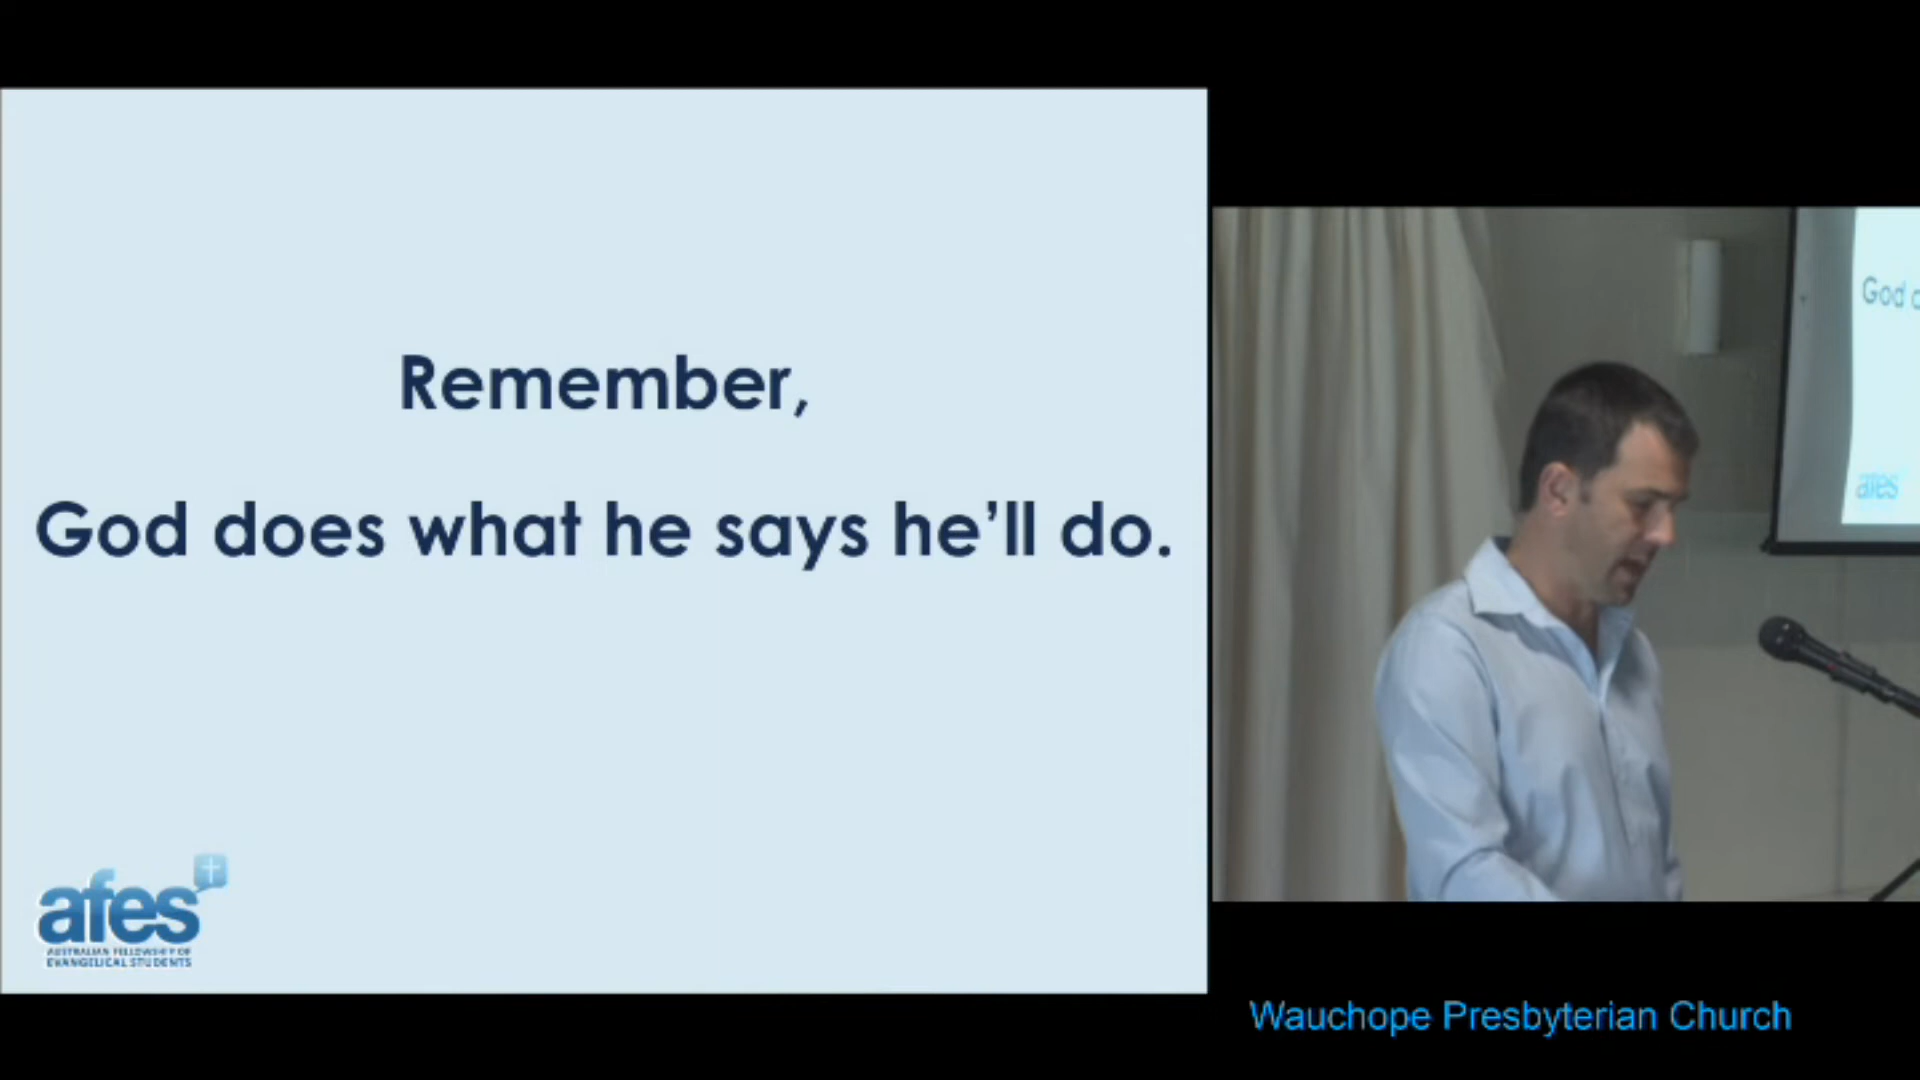 Remember,
God does what he says he'll do.
afes
AUSTRALIAN FELLOWSHIP OF
EVANGELICAL STUDENTS
God
afes
Wauchope Presbyterian Church